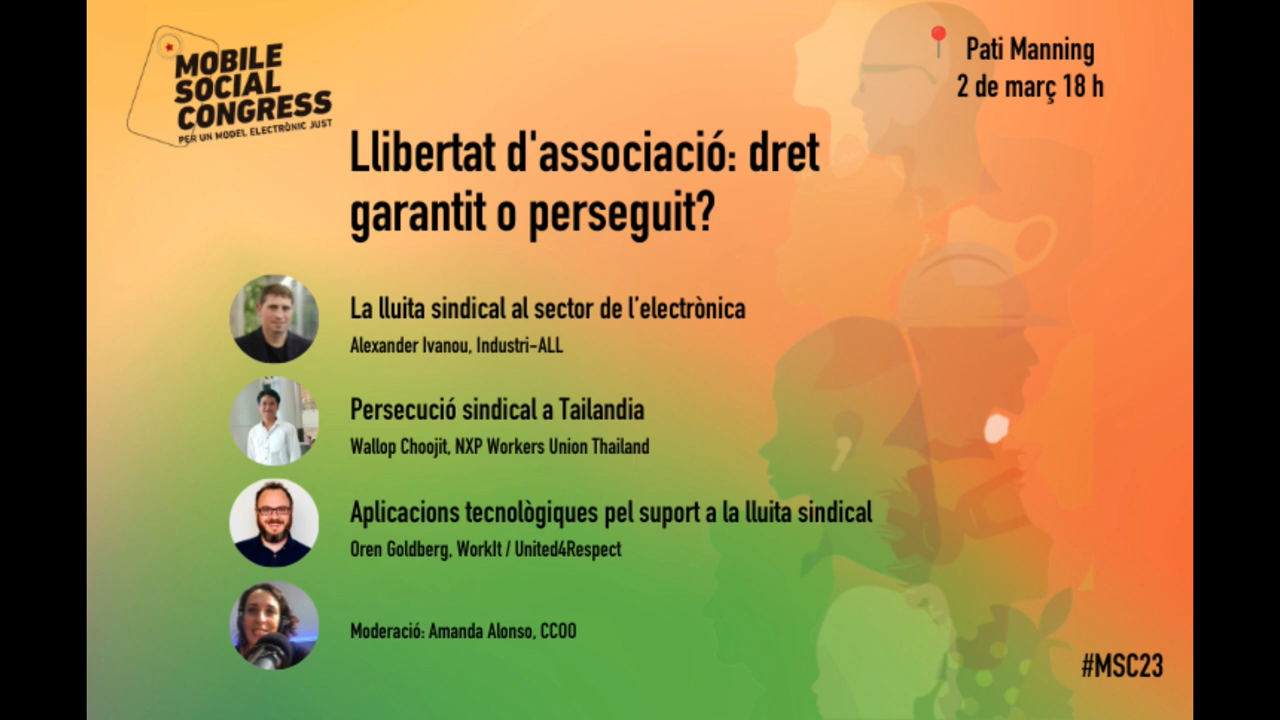 MOBILE
SOCIAL
CONGRESS
PER UN MODEL ELECTRÒNIC JUST
Pati Manning
2 de març 18 h
Llibertat d'associació: dret
garantit o perseguit?
La lluita sindical al sector de l'electrònica
Alexander Ivanou, Industri-ALL
Persecució sindical a Tailandia
Wallop Choojit, NXP Workers Union Thailand
Aplicacions tecnològiques pel suport a la lluita sindical
Oren Goldberg, WorkIt / United4Respect
Moderació: Amanda Alonso, CCOO
#MSC23